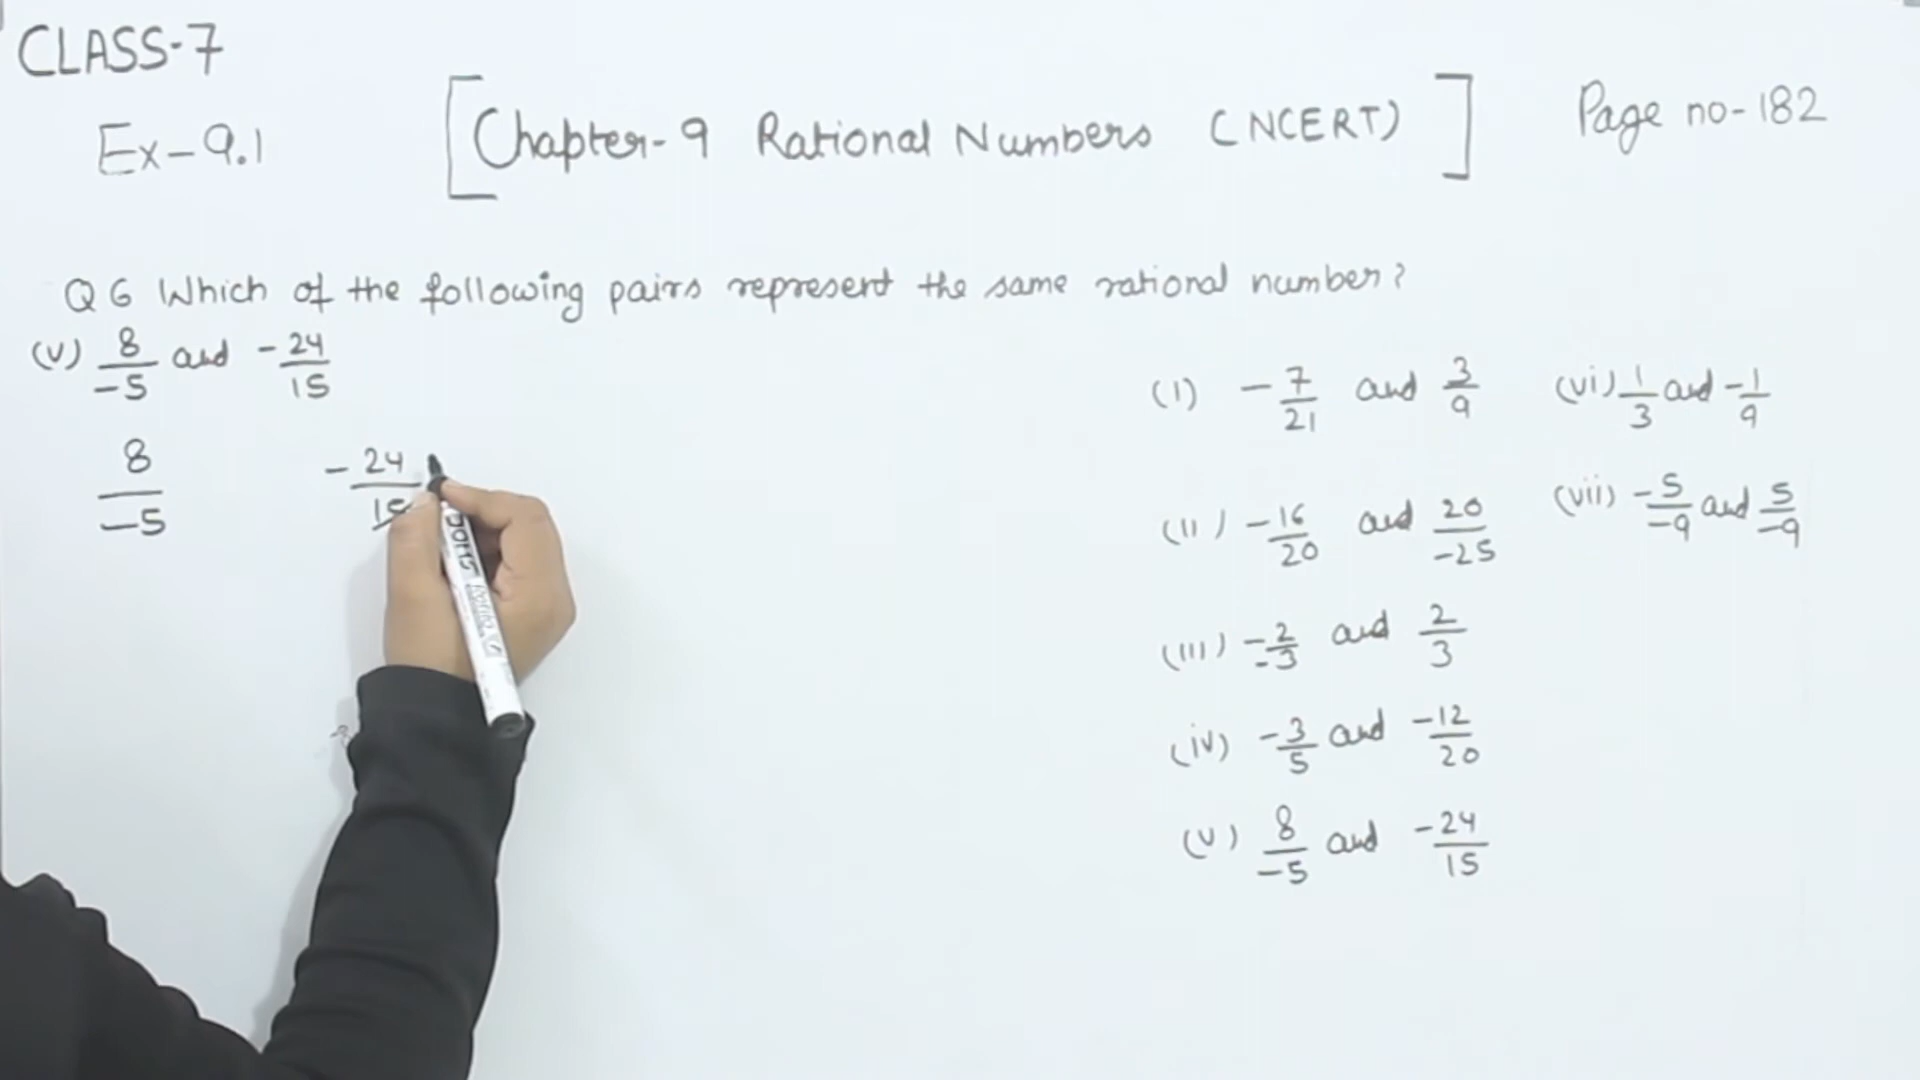 CLASS-7
Ex-9.1 [Chapter-9 Rational Numbers (NCERT)] Page no-182
Q6 Which of the following pairs represent the same rational number?
(V) 8/-5 and -24/15
8/-5 -24/15
(I) -7/21 and 3/9
(II) -16/20 and 20/-25
(III) -2/-3 and 2/3
(iv) -3/5 and -12/20
(V) 8/-5 and -24/15
(vi) 1/3 and -1/9
(vii) -5/-9 and 5/-9